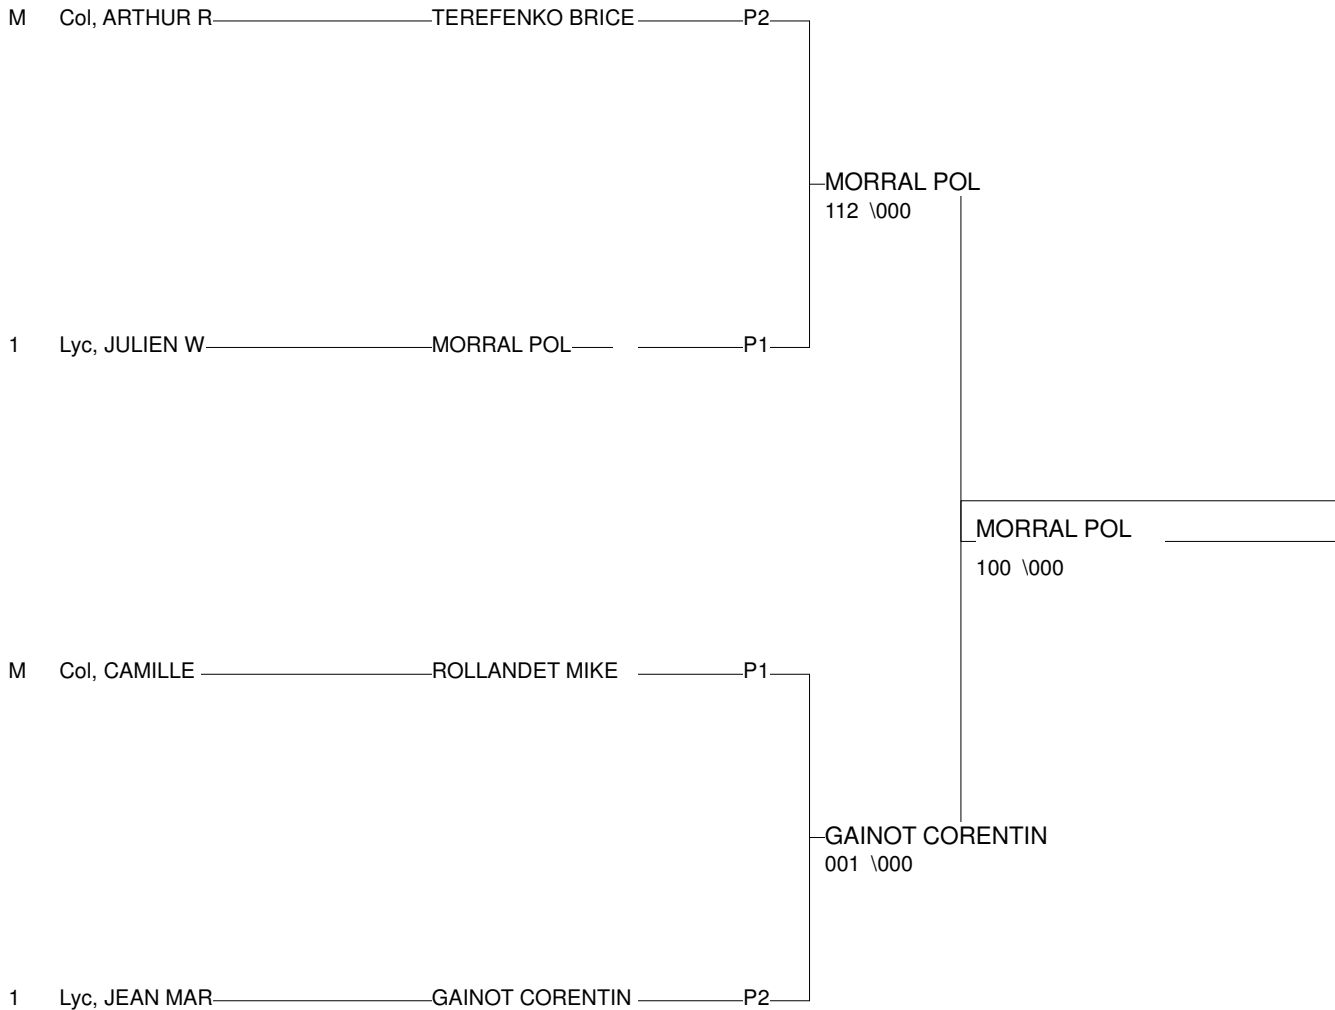 M Col, ARTHUR R TEREFENKO BRICE P2
MORRAL POL
112 \000
1 Lyc, JULIEN W MORRAL POL P1
MORRAL POL
100 \000
M Col, CAMILLE ROLLANDET MIKE P1
GAINOT CORENTIN
001 \000
1 Lyc, JEAN MAR GAINOT CORENTIN P2